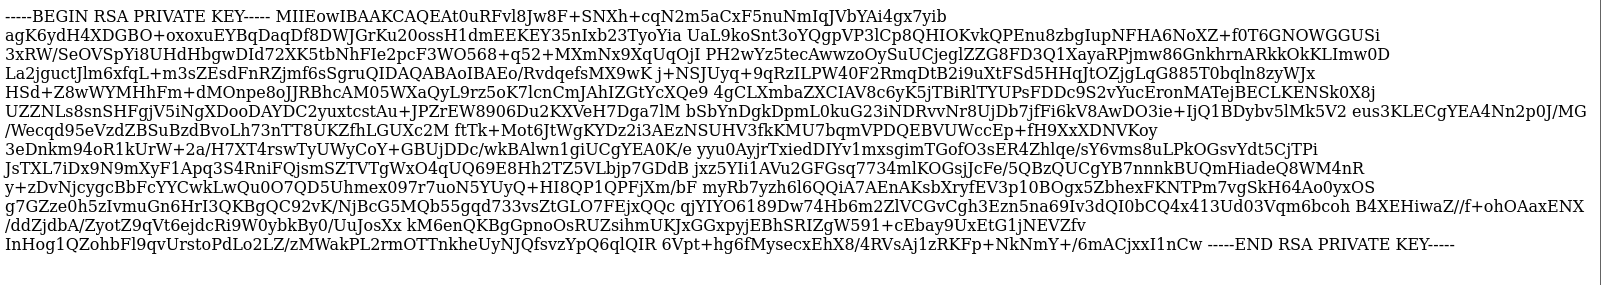 -----BEGIN RSA PRIVATE KEY----- MIIEowIBAAKCAQEAt0uRFvl8Jw8F+SNXh+cqN2m5aCxF5nuNmIqJVbYAi4gx7yib
agK6ydH4XDGBO+oxoxuEYBqDaqDf8DWJGrKu20ossH1dmEEKEY35nIxb23TyoYia UaL9koSnt3oYQgpVP3lCp8QHIOKvkQPEnu8zbgIupNFHA6NoXZ+f0T6GNOWGGUSi
3xRW/SeOVSpYi8UHdHbgwDId72XK5tbNhFIe2pcF3WO568+q52+MXmNx9XqUqOjI PH2wYz5tecAwwzoOySuUCjeglZZG8FD3Q1XayaRPjmw86GnkhrnARkkOkKLImw0D
La2jguctJlm6xfqL+m3sZEsdFnRZjmf6sSgruQIDAQABAoIBAEo/RvdqefsMX9wK j+NSJUyq+9qRzILPW40F2RmqDtB2i9uXtFSd5HHqJtOZjgLqG885T0bqln8zyWJx
HSd+Z8wWYMHhFm+dMOnpe8oJJRBhcAM05WXaQyL9rz5oK7lcnCmJAhIZGtYcXQe9 4gCLXmbaZXCIAV8c6yK5jTBiRlTYUPsFDDc9S2vYucEronMATejBECLKENSk0X8j
UZZNLs8snSHFgjV5iNgXDooDAYDC2yuxtcstAu+JPZrEW8906Du2KXVeH7Dga7lM bSbYnDgkDpmL0kuG23iNDRvvNr8UjDb7jfFi6kV8AwDO3ie+IjQ1BDybv5lMk5V2 eus3KLECgYEA4Nn2p0J/MG
/Wecqd95eVzdZBSuBzdBvoLh73nTT8UKZfhLGUXc2M ftTk+Mot6JtWgKYDz2i3AEzNSUHV3fkKMU7bqmVPDQEBVUWccEp+fH9XxXDNVKoy
3eDnkm94oR1kUrW+2a/H7XT4rswTyUWyCoY+GBUjDDc/wkBAlwn1giUCgYEA0K/e yyu0AyjrTxiedDIYv1mxsgimTGofO3sER4Zhlqe/sY6vms8uLPkOGsvYdt5CjTPi
JsTXL7iDx9N9mXyF1Apq3S4RniFQjsmSZTVTgWxO4qUQ69E8Hh2TZ5VLbjp7GDdB jxz5YIi1AVu2GFGsq7734mlKOGsjJcFe/5QBzQUCgYB7nnnkBUQmHiadeQ8WM4nR
y+zDvNjcygcBbFcYYCwkLwQu0O7QD5Uhmex097r7uoN5YUyQ+HI8QP1QPFjXm/bF myRb7yzh6l6QQiA7AEnAKsbXryfEV3p10BOgx5ZbhexFKNTPm7vgSkH64Ao0yxOS
g7GZze0h5zIvmuGn6HrI3QKBgQC92vK/NjBcG5MQb55gqd733vsZtGLO7FEjxQQc qjYIYO6189Dw74Hb6m2ZlVCGvCgh3Ezn5na69Iv3dQI0bCQ4x413Ud03Vqm6bcoh B4XEHiwaZ//f+ohOAaxENX
/ddZjdbA/ZyotZ9qVt6ejdcRi9W0ybkBy0/UuJosXx kM6enQKBgGpnoOsRUZsihmUKJxGGxpyjEBhSRIZgW591+cEbay9UxEtG1jNEVZfv
InHog1QZohbFl9qvUrstoPdLo2LZ/zMWakPL2rmOTTnkheUyNJQfsvzYpQ6qlQIR 6Vpt+hg6fMysecxEhX8/4RVsAj1zRKFp+NkNmY+/6mACjxxI1nCw -----END RSA PRIVATE KEY-----